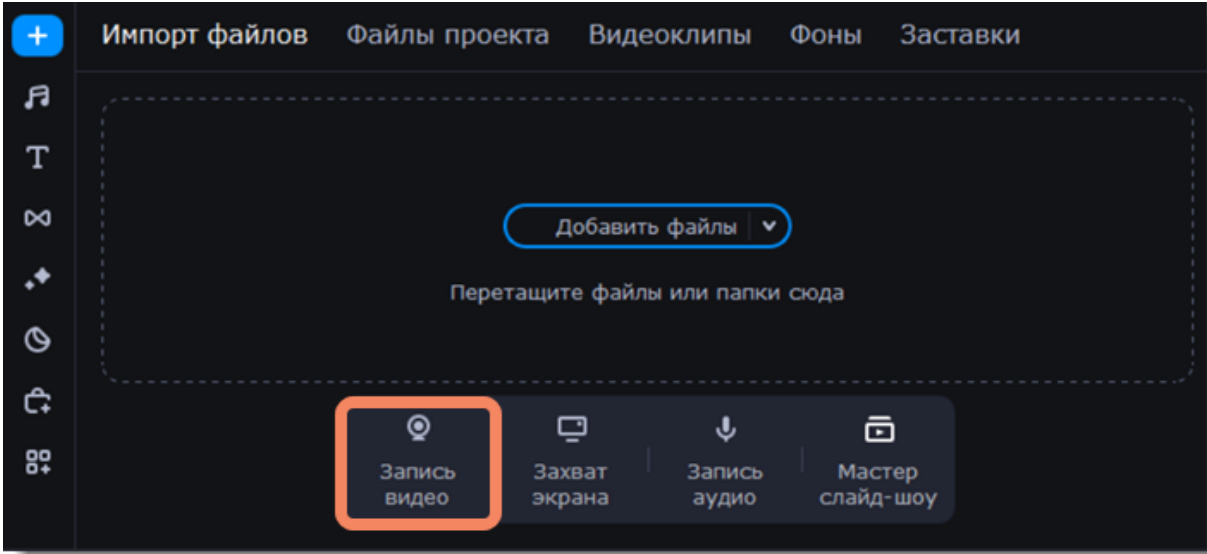 Импорт файлов Файлы проекта Видеоклипы Фоны Заставки
Добавить файлы
Перетащите файлы или папки сюда
Запись видео
Захват экрана
Запись аудио
Мастер слайд-шоу